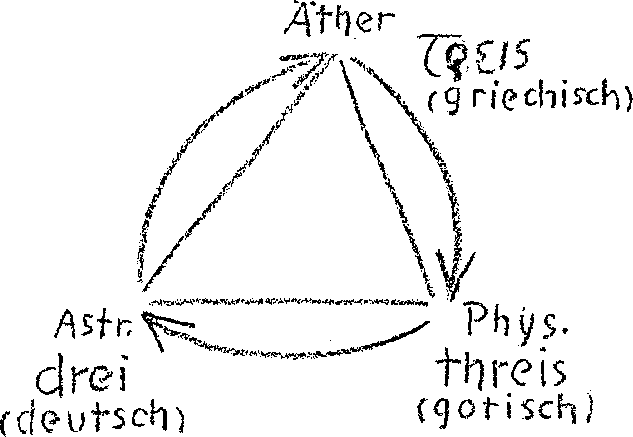 Äther
τϱεις
(griechisch)
Astr.
drei
(deutsch)
Phys.
threis
(gotisch)